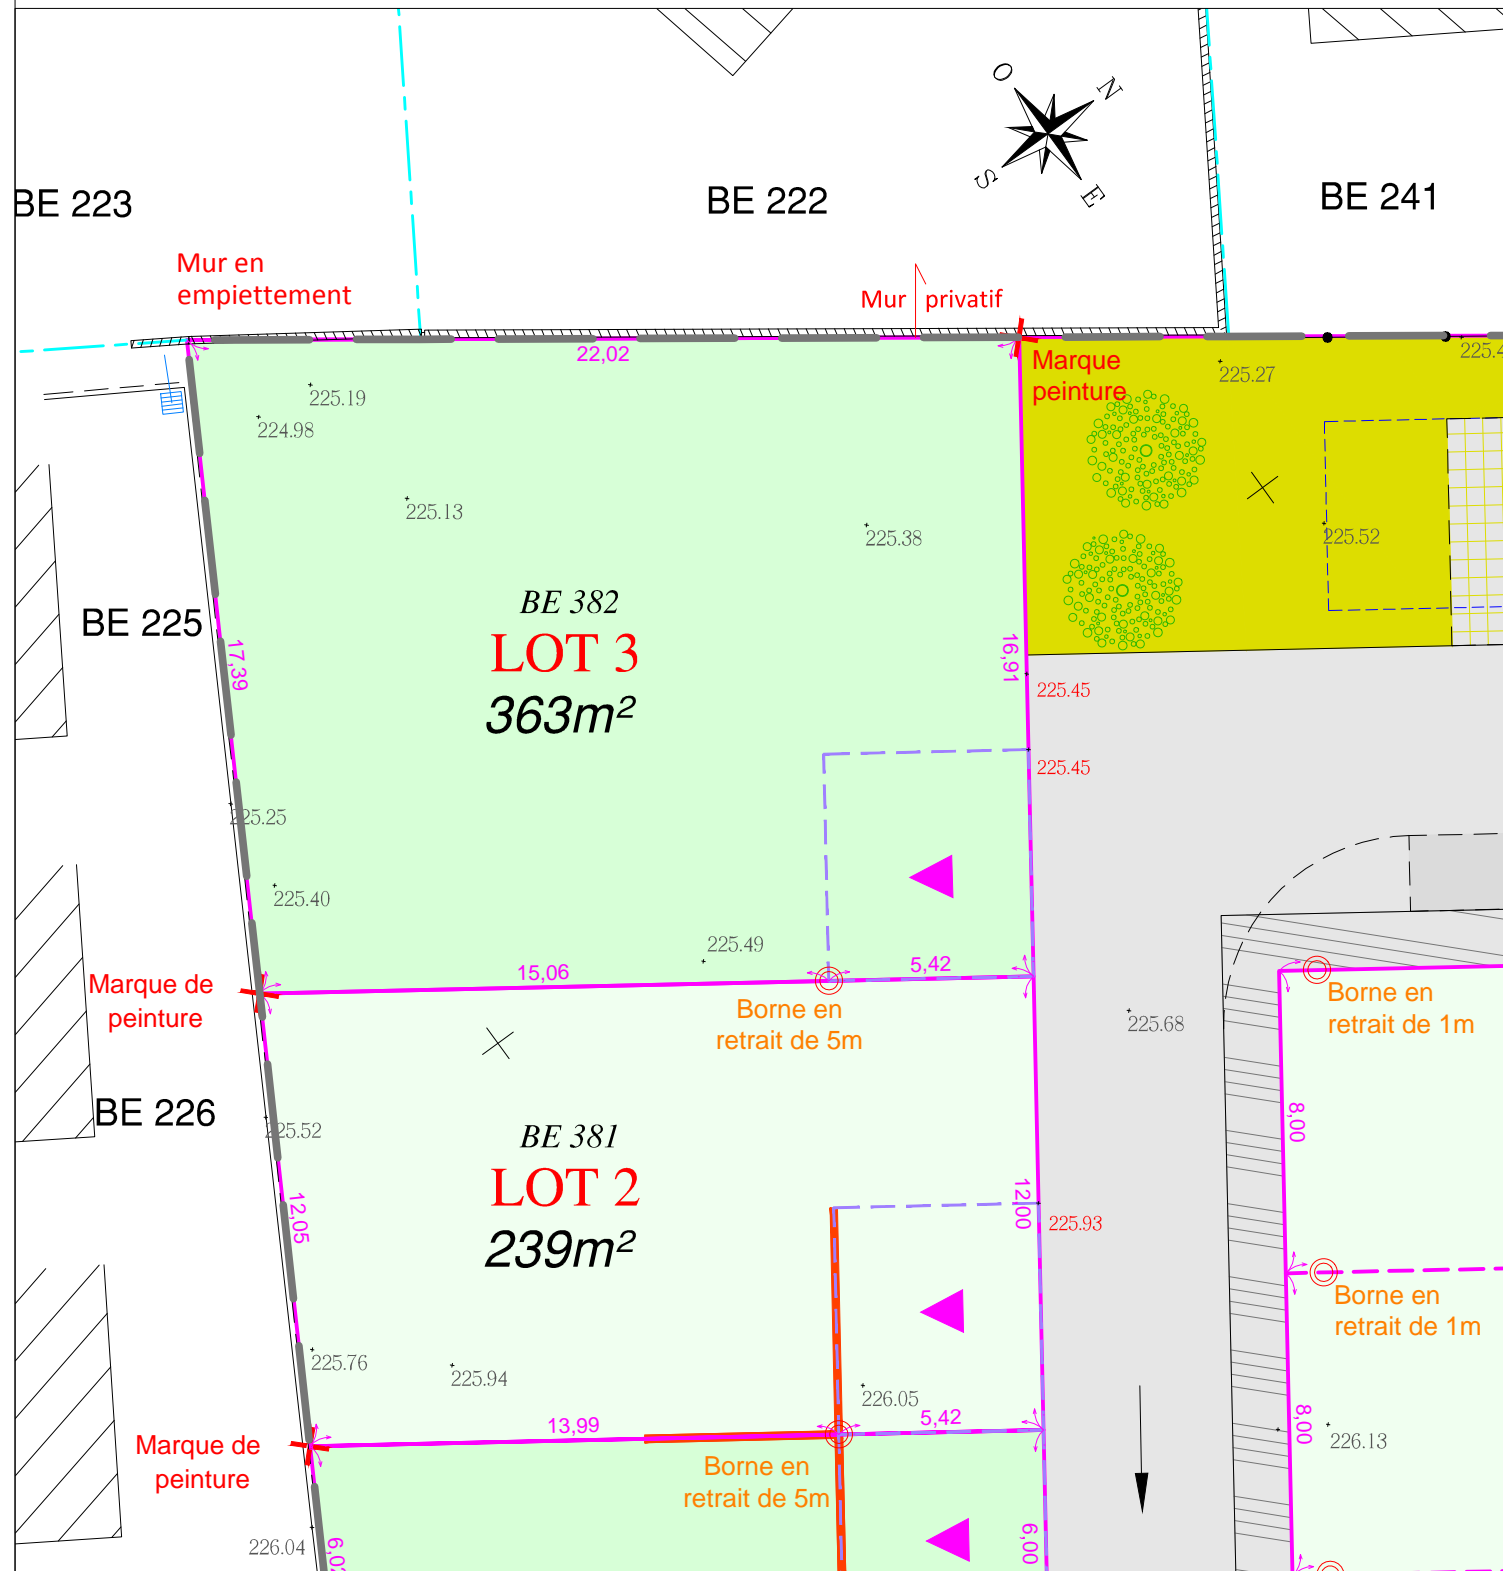 O
N
S
E
BE 223
BE 222
BE 241
Mur en
empiettement
Mur privatif
22,02
Marque
peinture
225.27
225.4
225.19
224.98
225.13
225.38
225.52
BE 382
LOT 3
363m²
BE 225
17,39
16,91
225.45
225.45
225.25
225.40
225.49
15,06
5,42
Marque de
peinture
Borne en
retrait de 5m
225.68
Borne en
retrait de 1m
BE 226
225.52
8,00
BE 381
LOT 2
239m²
12,05
12,00
225.93
Borne en
retrait de 1m
225.76
225.94
226.05
13,99
5,42
8,00
226.13
Marque de
peinture
Borne en
retrait de 5m
226.04
6,02
6,00